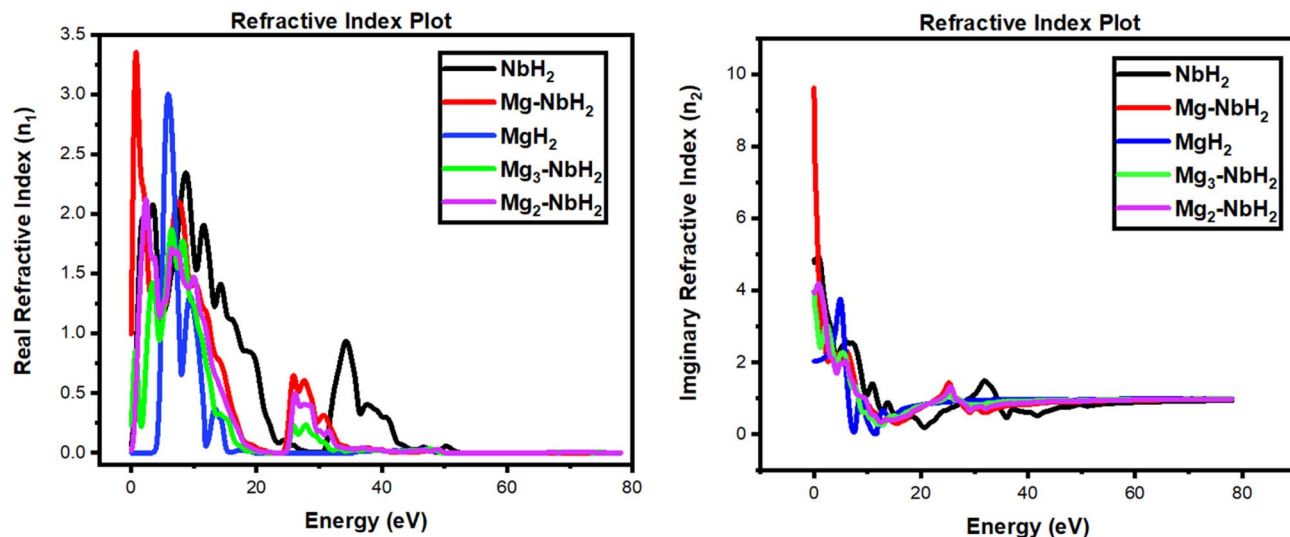 Refractive Index Plot
Real Refractive Index (n₁)
3.5
3.0
2.5
2.0
1.5
1.0
0.5
0.0
0
20
40
60
80
Energy (eV)
NbH₂
Mg-NbH₂
MgH₂
Mg₃-NbH₂
Mg₂-NbH₂
Refractive Index Plot
Imginary Refractive Index (n₂)
10
8
6
4
2
0
0
20
40
60
80
Energy (eV)
NbH₂
Mg-NbH₂
MgH₂
Mg₃-NbH₂
Mg₂-NbH₂